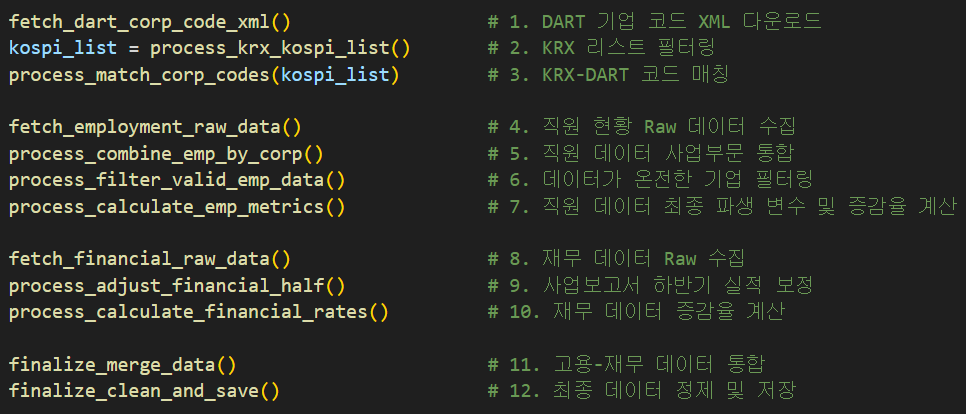 fetch_dart_corp_code_xml() # 1. DART 기업 코드 XML 다운로드
kospi_list = process_krx_kospi_list() # 2. KRX 리스트 필터링
process_match_corp_codes(kospi_list) # 3. KRX-DART 코드 매칭
fetch_employment_raw_data() # 4. 직원 현황 Raw 데이터 수집
process_combine_emp_by_corp() # 5. 직원 데이터 사업부문 통합
process_filter_valid_emp_data() # 6. 데이터가 온전한 기업 필터링
process_calculate_emp_metrics() # 7. 직원 데이터 최종 파생 변수 및 증감율 계산
fetch_financial_raw_data() # 8. 재무 데이터 Raw 수집
process_adjust_financial_half() # 9. 사업보고서 하반기 실적 보정
process_calculate_financial_rates() # 10. 재무 데이터 증감율 계산
finalize_merge_data() # 11. 고용-재무 데이터 통합
finalize_clean_and_save() # 12. 최종 데이터 정제 및 저장